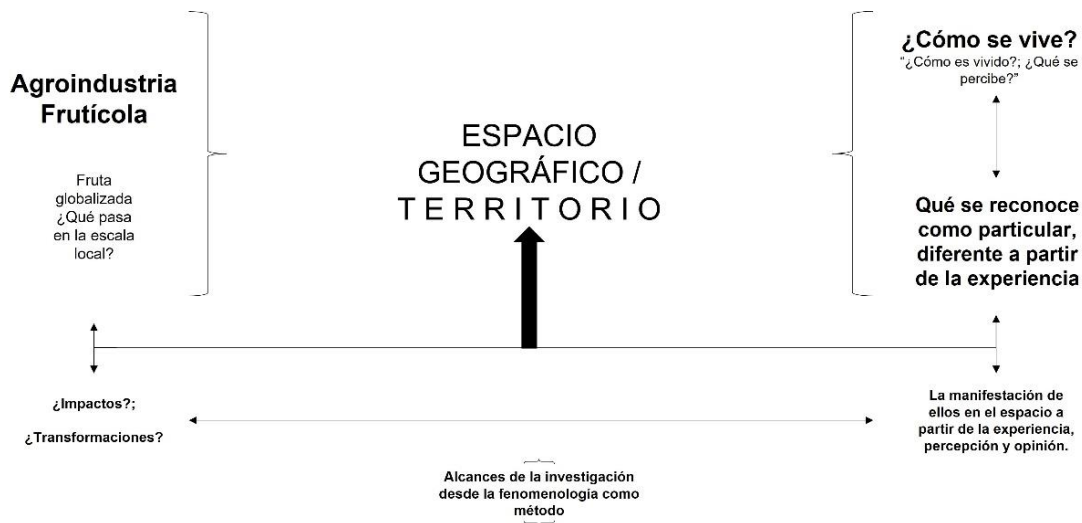 Agroindustria
Frutícola
Fruta
globalizada
¿Qué pasa
en la escala
local?
ESPACIO
GEOGRÁFICO /
T E R R I T O R I O
¿Cómo se vive?
“¿Cómo es vivido?; ¿Qué se
percibe?”
Qué se reconoce
como particular,
diferente a partir
de la experiencia
¿Impactos?;
¿Transformaciones?
La manifestación de
ellos en el espacio a
partir de la experiencia,
percepción y opinión.
Alcances de la investigación
desde la fenomenología como
método